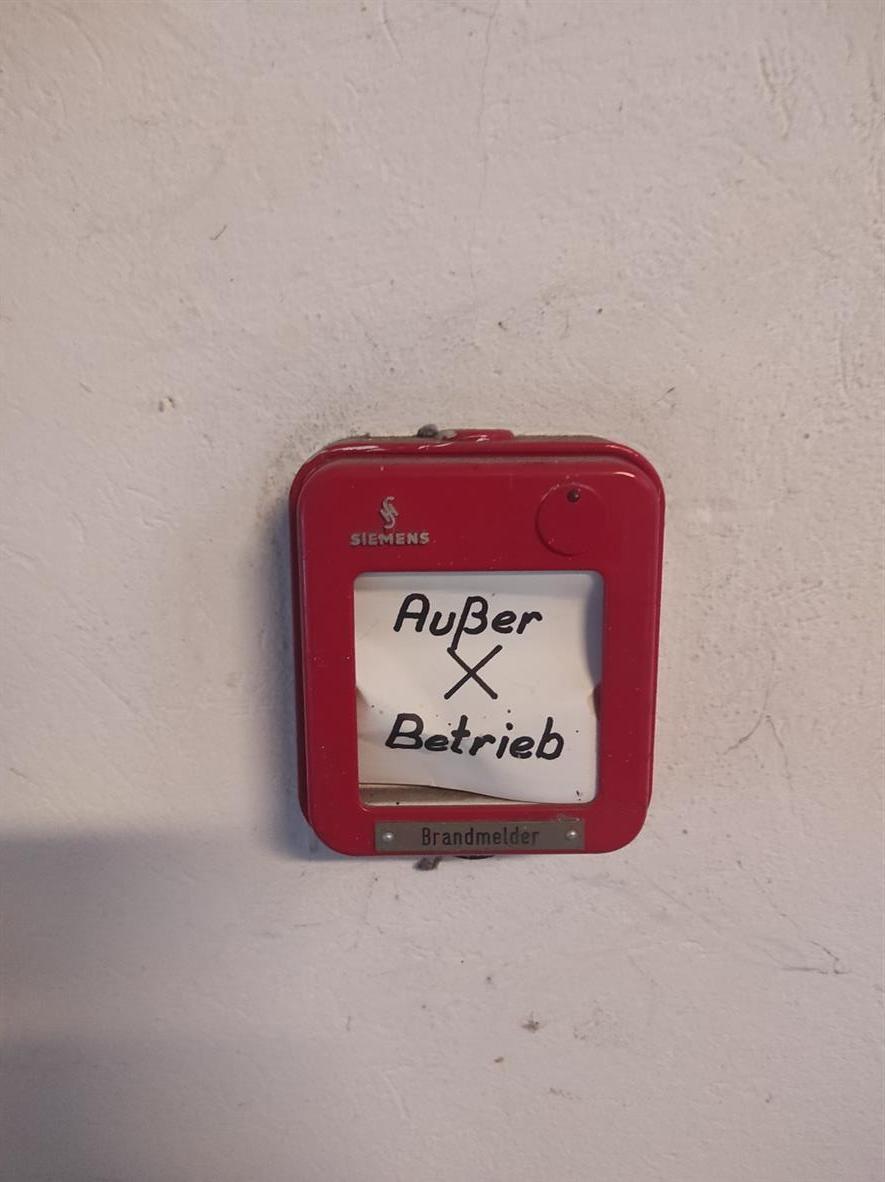 SIEMENS
Außer
X
Betrieb
Brandmelder